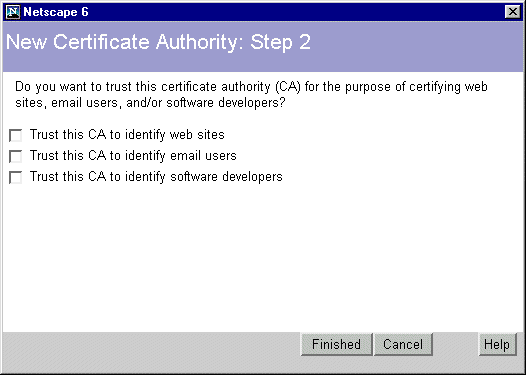 Netscape 6
New Certificate Authority: Step 2
Do you want to trust this certificate authority (CA) for the purpose of certifying web
sites, email users, and/or software developers?
Trust this CA to identify web sites
Trust this CA to identify email users
Trust this CA to identify software developers
Finished Cancel Help